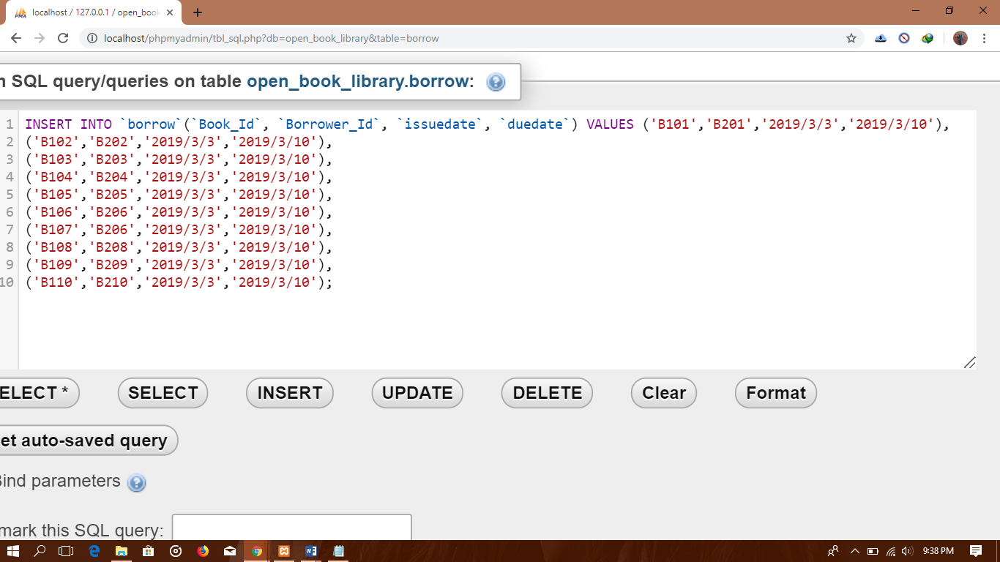 localhost / 127.0.0.1 / open_book
localhost/phpmyadmin/tbl_sql.php?db=open_book_library&table=borrow
n SQL query/queries on table open_book_library.borrow:
1 INSERT INTO `borrow`(`Book_Id`, `Borrower_Id`, `issuedate`, `duedate`) VALUES ('B101','B201','2019/3/3','2019/3/10'),
2 ('B102','B202','2019/3/3','2019/3/10'),
3 ('B103','B203','2019/3/3','2019/3/10'),
4 ('B104','B204','2019/3/3','2019/3/10'),
5 ('B105','B205','2019/3/3','2019/3/10'),
6 ('B106','B206','2019/3/3','2019/3/10'),
7 ('B107','B206','2019/3/3','2019/3/10'),
8 ('B108','B208','2019/3/3','2019/3/10'),
9 ('B109','B209','2019/3/3','2019/3/10'),
10 ('B110','B210','2019/3/3','2019/3/10');
ELECT * SELECT INSERT UPDATE DELETE Clear Format
et auto-saved query
Bind parameters
mark this SQL query:
9:38 PM